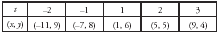 t –2 –1 1 2 3
(x, y) (–11, 9) (–7, 8) (1, 6) (5, 5) (9, 4)